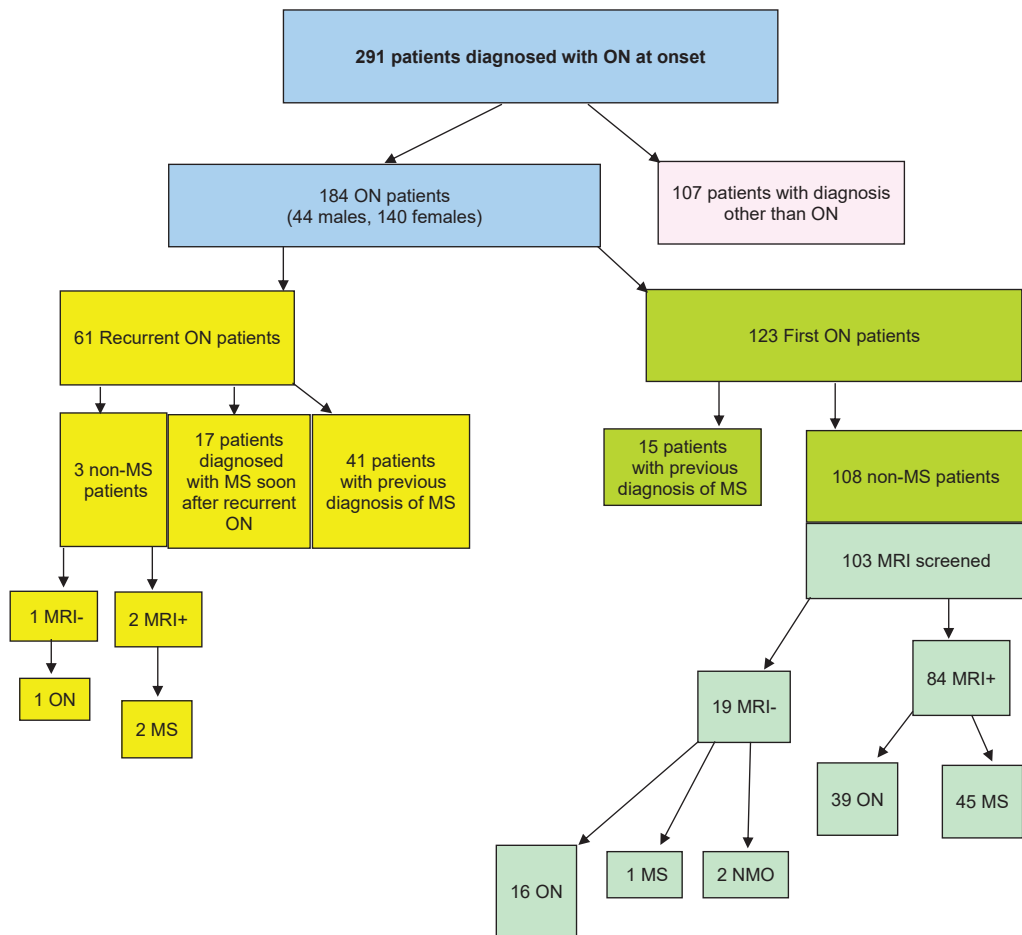 291 patients diagnosed with ON at onset
184 ON patients
(44 males, 140 females)
107 patients with diagnosis
other than ON
61 Recurrent ON patients
123 First ON patients
3 non-MS
patients
17 patients
diagnosed
with MS soon
after recurrent
ON
41 patients
with previous
diagnosis of MS
15 patients
with previous
diagnosis of MS
108 non-MS patients
103 MRI screened
1 MRI-
2 MRI+
1 ON
2 MS
19 MRI-
84 MRI+
39 ON
45 MS
16 ON
1 MS
2 NMO